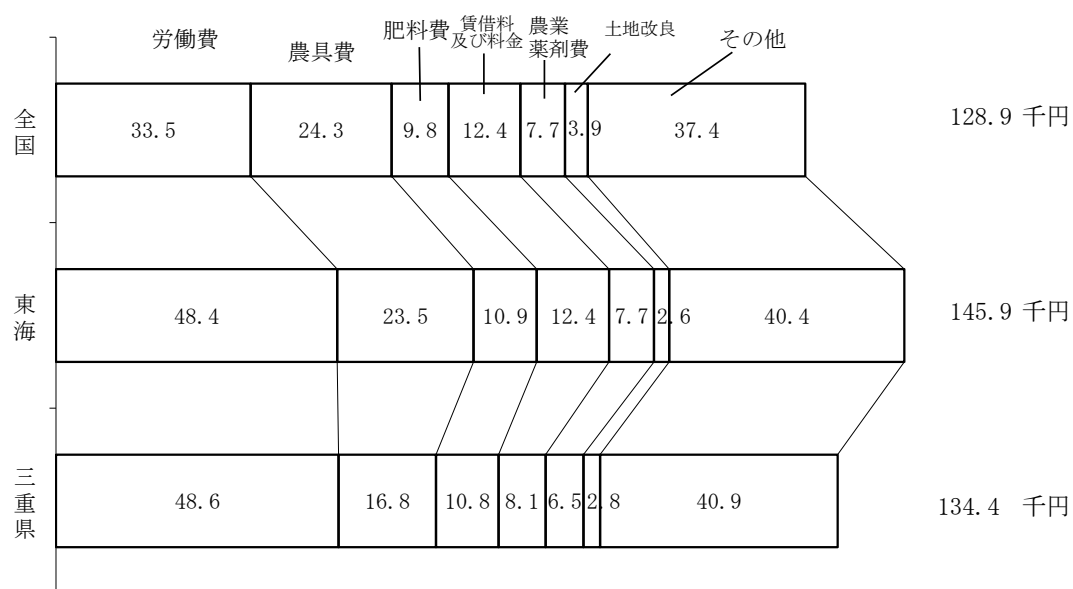 労働費
農具費
肥料費
賃借料
及び料金
農業
薬剤費
土地改良
その他
全国
33.5
24.3
9.8
12.4
7.7
3.9
37.4
128.9 千円
東海
48.4
23.5
10.9
12.4
7.7
2.6
40.4
145.9 千円
三重県
48.6
16.8
10.8
8.1
6.5
2.8
40.9
134.4 千円